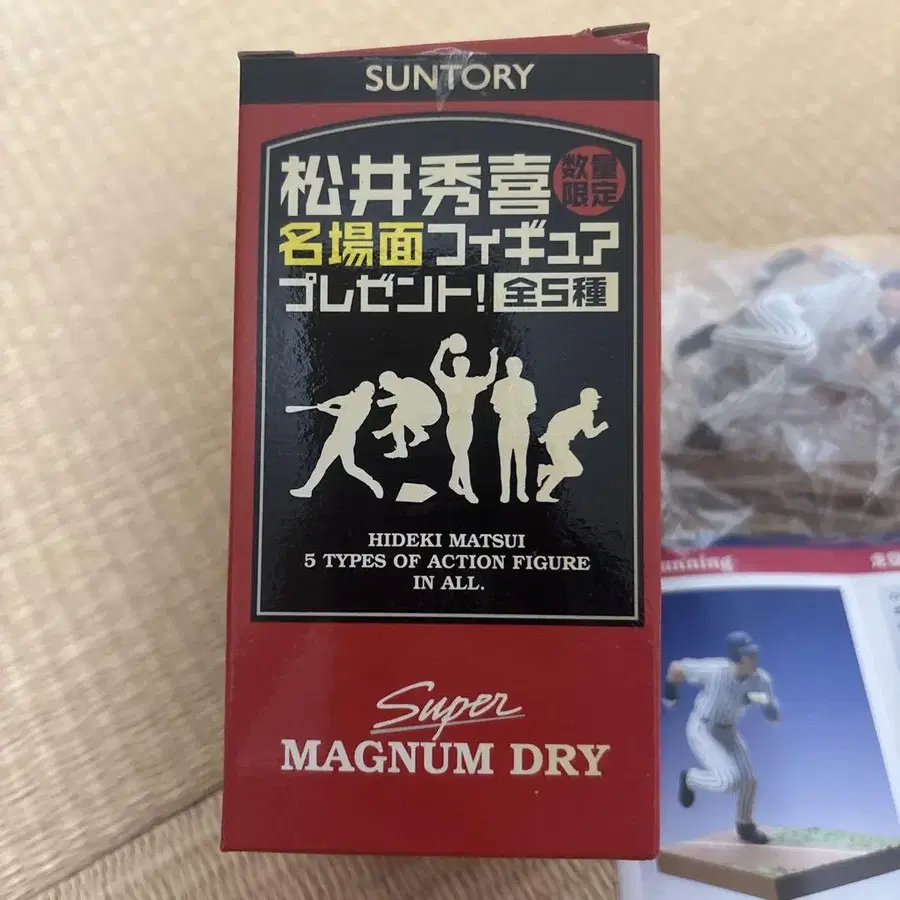 SUNTORY
松井秀喜
数量
限定
名場面フィギュア
プレゼント!
全5種
HIDEKI MATSUI
5 TYPES OF ACTION FIGURE
IN ALL.
Super
MAGNUM DRY
unning